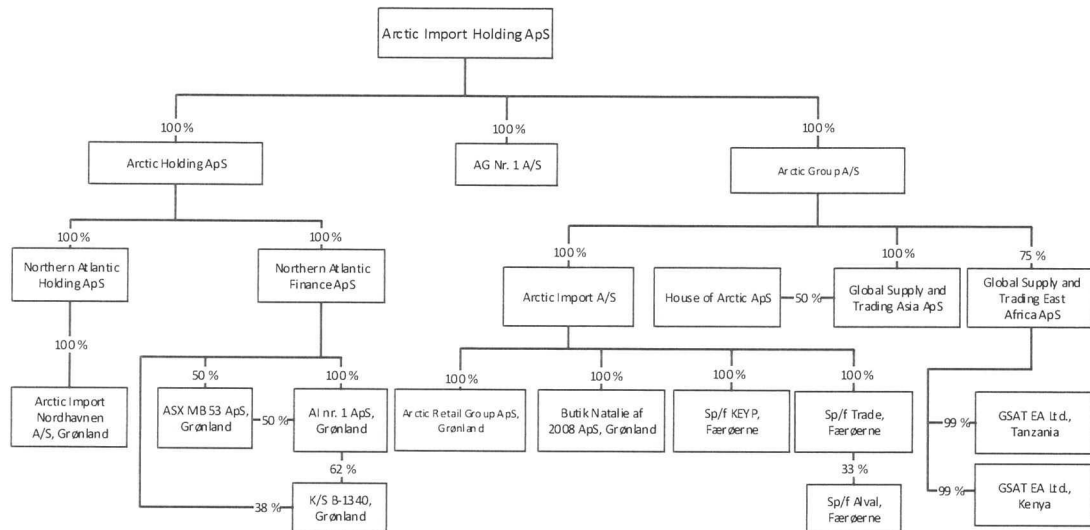 Arctic Import Holding ApS
100 %
100 %
100 %
Arctic Holding ApS
AG Nr. 1 A/S
Arctic Group A/S
100 %
100 %
100 %
100 %
75 %
Northern Atlantic
Holding ApS
Northern Atlantic
Finance ApS
Arctic Import A/S
House of Arctic ApS
50 %
Global Supply and
Trading Asia ApS
Global Supply and
Trading East
Africa ApS
100 %
50 %
100 %
100 %
100 %
100 %
100 %
Arctic Import
Nordhavnen
A/S, Grønland
ASX MB 53 ApS,
Grønland
50 %
AI nr. 1 ApS,
Grønland
Arctic Retail Group ApS,
Grønland
Butik Natalie af
2008 ApS, Grønland
Sp/f KEYP,
Færøerne
Sp/f Trade,
Færøerne
99 %
GSAT EA Ltd.,
Tanzania
62 %
33 %
38 %
K/S B-1340,
Grønland
Sp/f Alval,
Færøerne
99 %
GSAT EA Ltd.,
Kenya